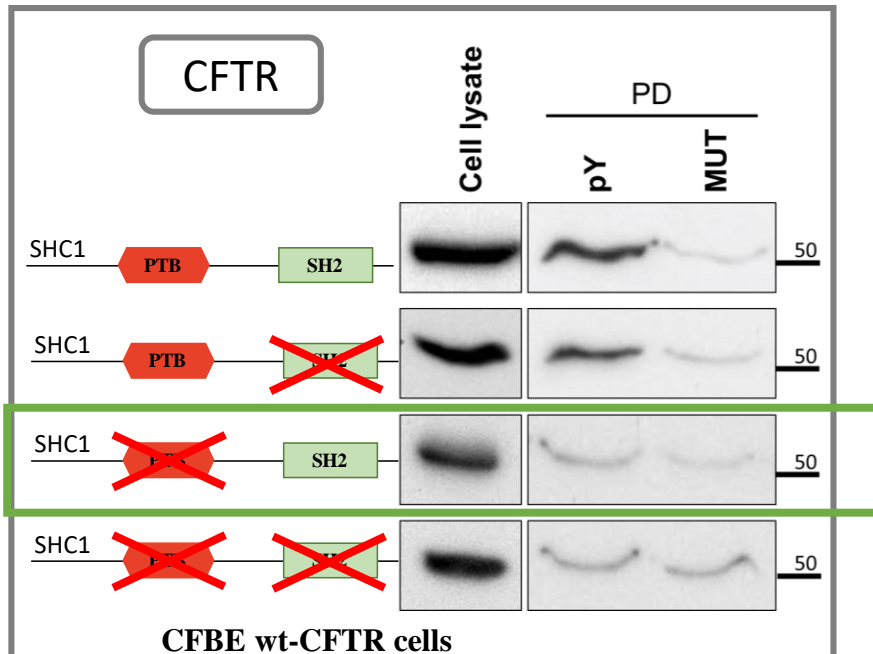 CFTR
Cell lysate
PD
pY
MUT
SHC1
PTB
SH2
50
SHC1
PTB
50
SHC1
SH2
50
SHC1
50
CFBE wt-CFTR cells